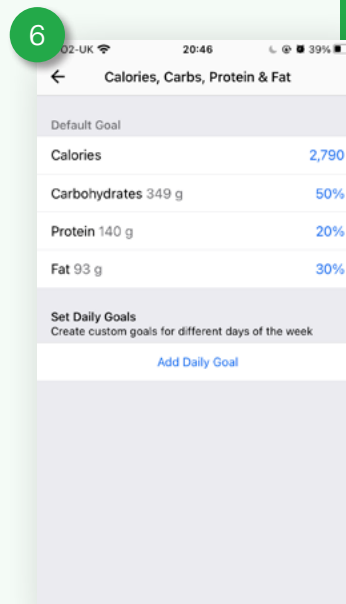 6
O2-UK 20:46 39%
Calories, Carbs, Protein & Fat
Default Goal
Calories 2,790
Carbohydrates 349 g 50%
Protein 140 g 20%
Fat 93 g 30%
Set Daily Goals
Create custom goals for different days of the week
Add Daily Goal